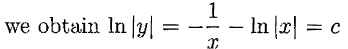 we obtain ln|y| = -1/x - ln|x| = c